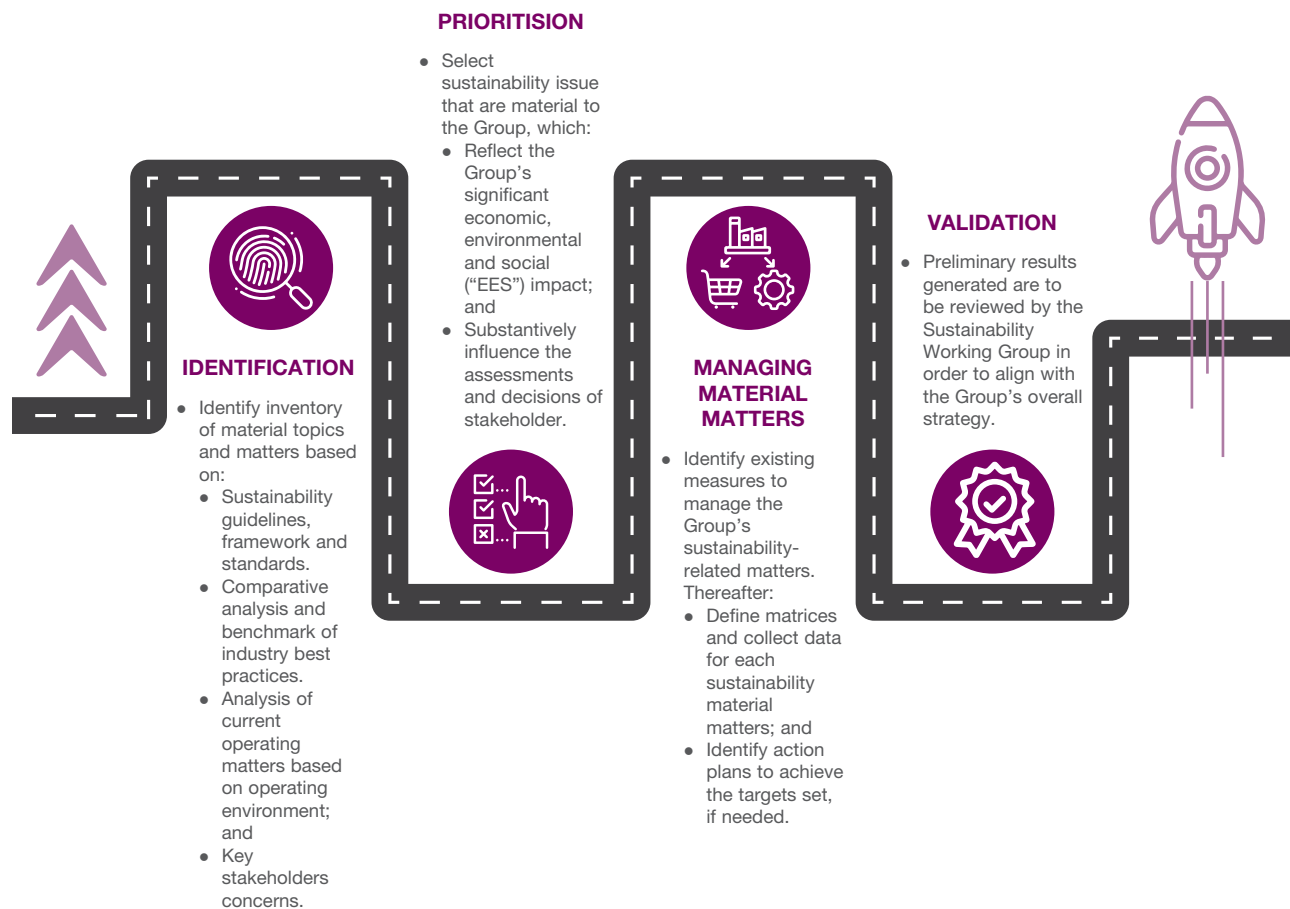 IDENTIFICATION
● Identify inventory
of material topics
and matters based
on:
● Sustainability
guidelines,
framework and
standards.
● Comparative
analysis and
benchmark of
industry best
practices.
● Analysis of
current
operating
matters based
on operating
environment;
and
● Key
stakeholders
concerns.
PRIORITISION
● Select
sustainability issue
that are material to
the Group, which:
● Reflect the
Group’s
significant
economic,
environmental
and social
(“EES”) impact;
and
● Substantively
influence the
assessments
and decisions of
stakeholder.
MANAGING
MATERIAL
MATTERS
● Identify existing
measures to
manage the
Group’s
sustainability-
related matters.
Thereafter:
● Define matrices
and collect data
for each
sustainability
material
matters; and
● Identify action
plans to achieve
the targets set,
if needed.
VALIDATION
● Preliminary results
generated are to
be reviewed by the
Sustainability
Working Group in
order to align with
the Group’s overall
strategy.